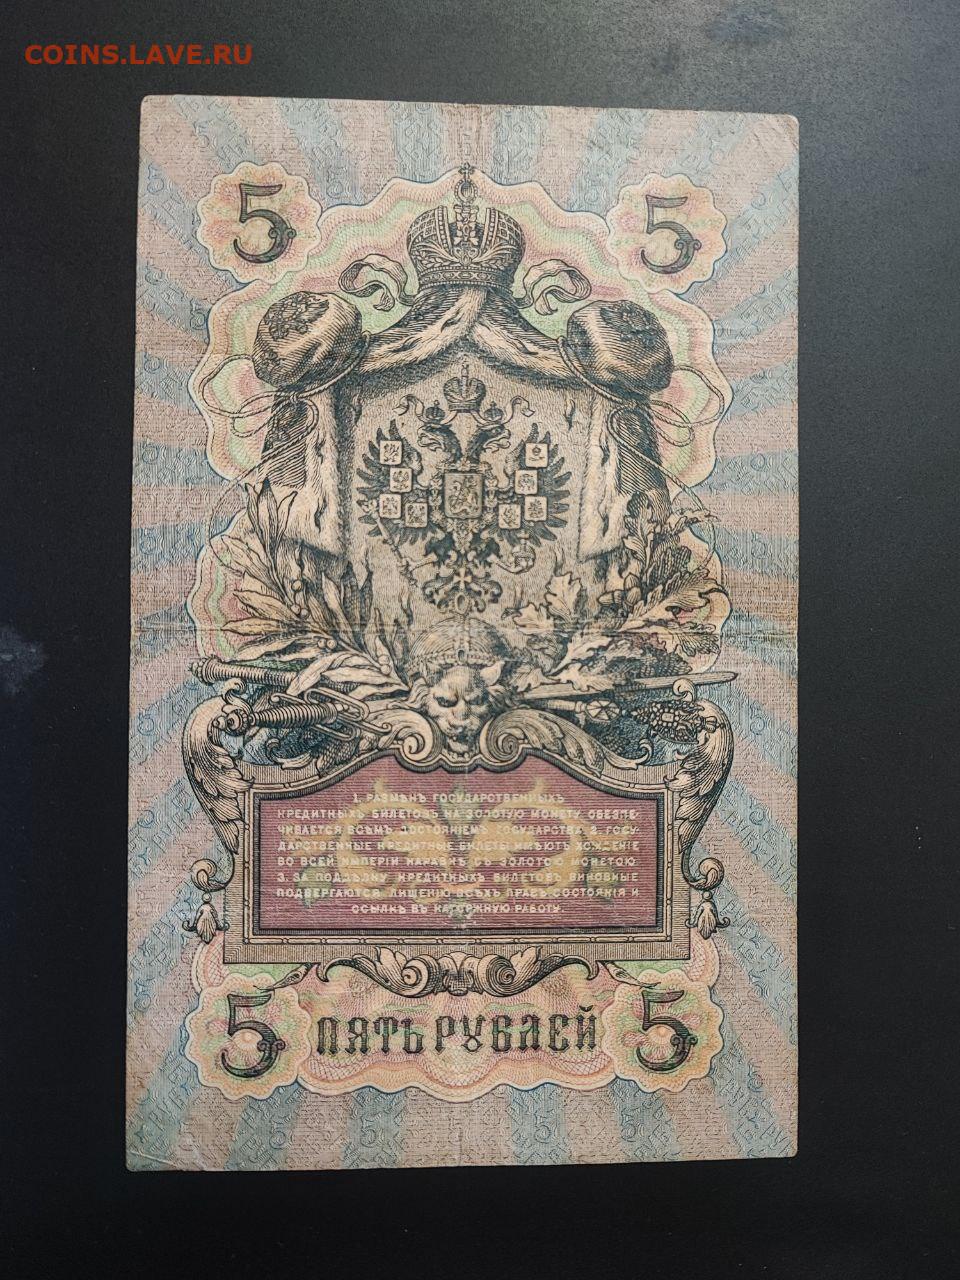 COINS.LAVE.RU
5 5
1. РАЗМѢНЪ ГОСУДАРСТВЕННЫХЪ
КРЕДИТНЫХЪ БИЛЕТОВЪ НА ЗОЛОТУЮ МОНЕТУ ОБЕЗПЕ-
ЧИВАЕТСЯ ВСѢМЪ ДОСТОЯНІЕМЪ ГОСУДАРСТВА. 2. ГОСУ-
ДАРСТВЕННЫЕ КРЕДИТНЫЕ БИЛЕТЫ ИМѢЮТЪ ХОЖДЕНІЕ
ВО ВСЕЙ ИМПЕРІИ НАРАВНѢ СЪ ЗОЛОТОЮ МОНЕТОЮ.
3. ЗА ПОДДѢЛКУ КРЕДИТНЫХЪ БИЛЕТОВЪ ВИНОВНЫЕ
ПОДВЕРГАЮТСЯ ЛИШЕНІЮ ВСѢХЪ ПРАВЪ СОСТОЯНІЯ И
ССЫЛКѢ ВЪ КАТОРЖНУЮ РАБОТУ.
5 ПЯТЬ РУБЛЕЙ 5